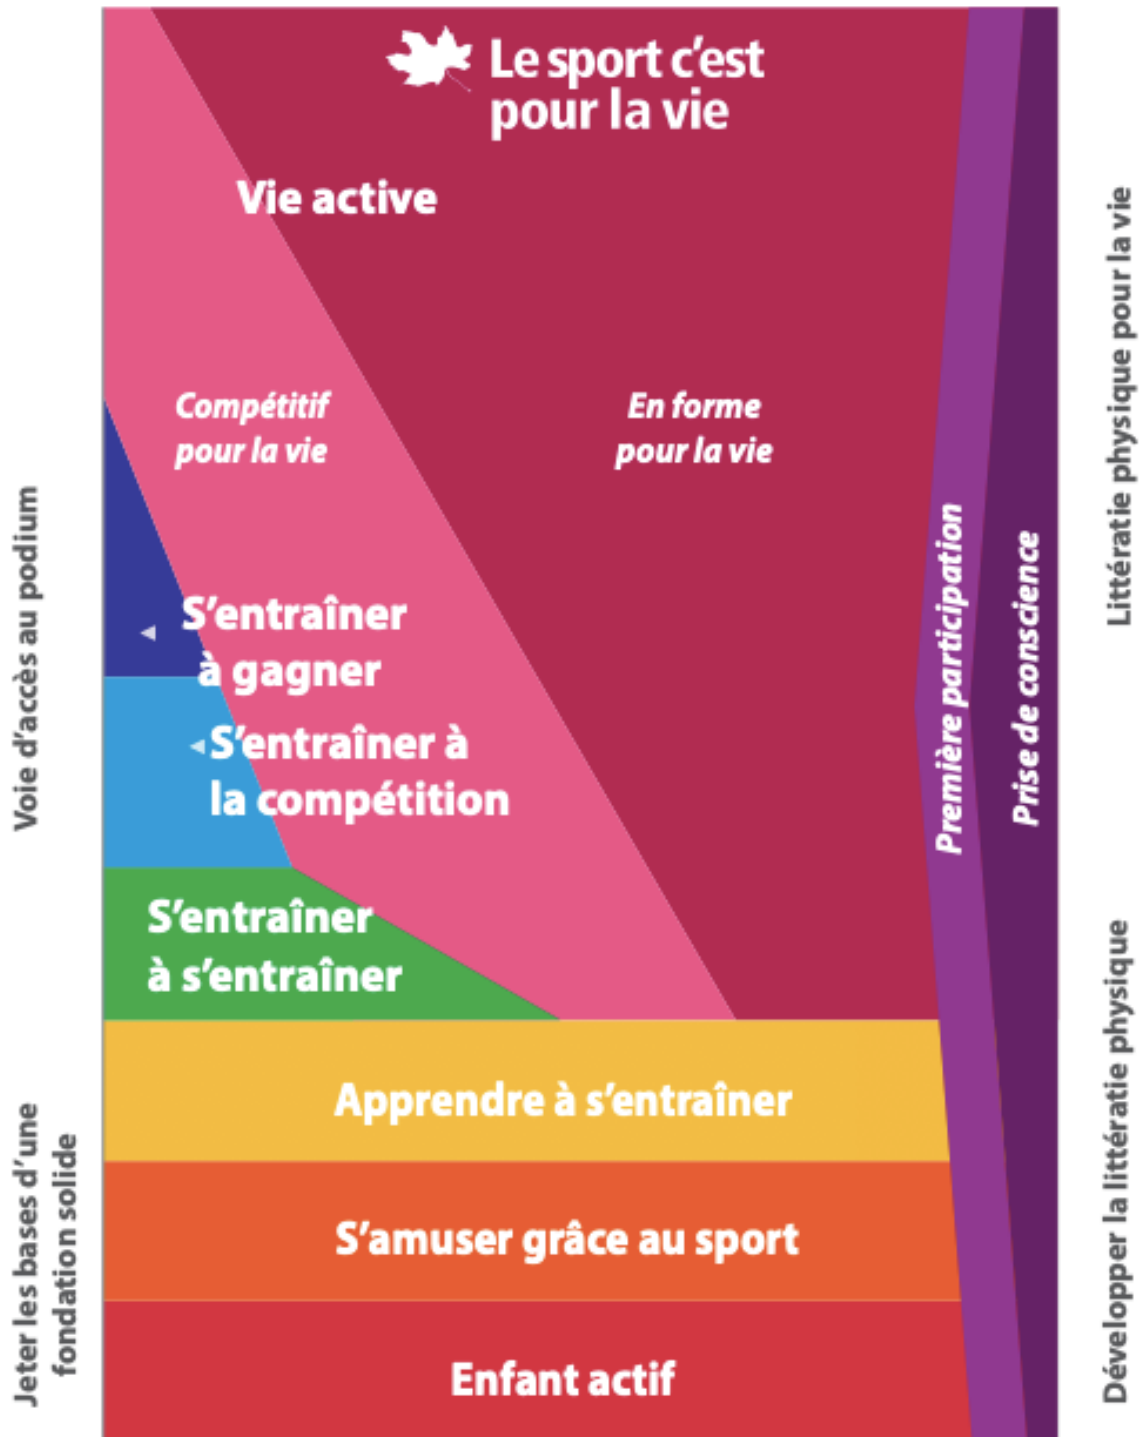 Le sport c'est
pour la vie
Vie active
Compétitif
pour la vie
En forme
pour la vie
S'entraîner
à gagner
S'entraîner à
la compétition
S'entraîner
à s'entraîner
Apprendre à s'entraîner
S'amuser grâce au sport
Enfant actif
Première participation
Prise de conscience
Voie d'accès au podium
Jeter les bases d'une
fondation solide
Littératie physique pour la vie
Développer la littératie physique